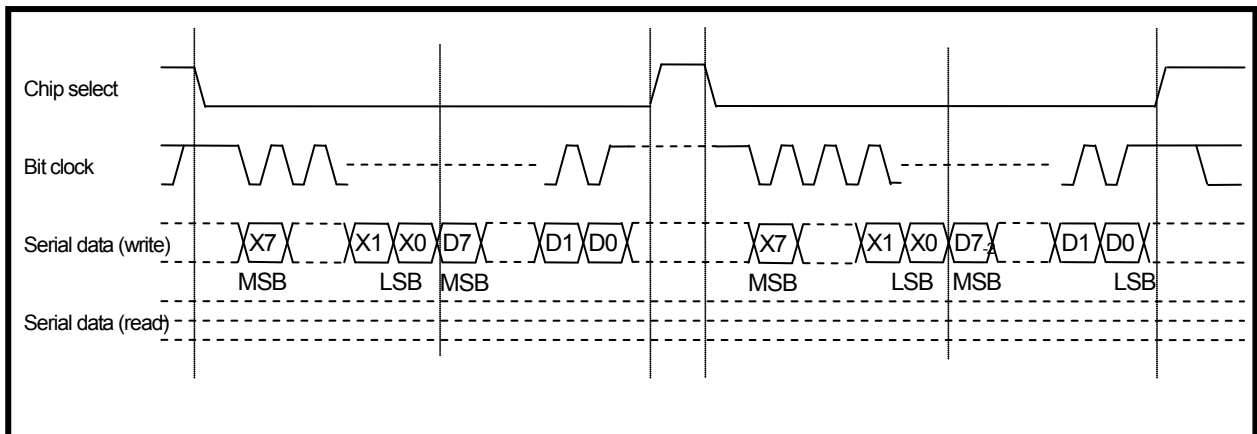 Chip select
Bit clock
Serial data (write) X7 X1 X0 D7 D1 D0 X7 X1 X0 D7-2 D1 D0
MSB LSB MSB MSB LSB MSB LSB
Serial data (read)